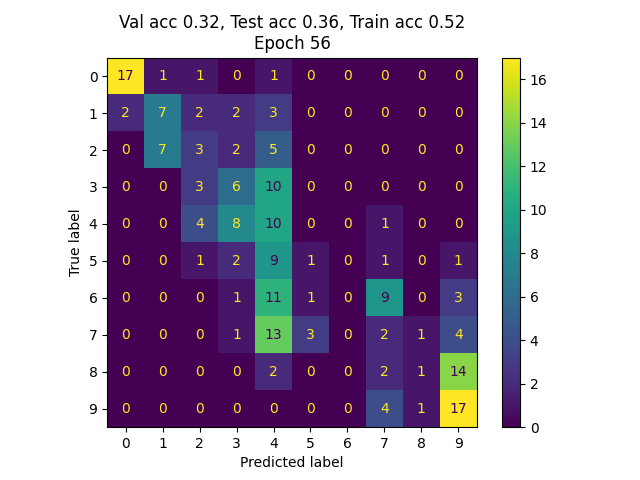 Val acc 0.32, Test acc 0.36, Train acc 0.52
Epoch 56
0 17 1 1 0 1 0 0 0 0 0
1 2 7 2 2 3 0 0 0 0 0
2 0 7 3 2 5 0 0 0 0 0
3 0 0 3 6 10 0 0 0 0 0
4 0 0 4 8 10 0 0 1 0 0
5 0 0 1 2 9 1 0 1 0 1
6 0 0 0 1 11 1 0 9 0 3
7 0 0 0 1 13 3 0 2 1 4
8 0 0 0 0 2 0 0 2 1 14
9 0 0 0 0 0 0 0 4 1 17
0 1 2 3 4 5 6 7 8 9
Predicted label
True label
16
14
12
10
8
6
4
2
0